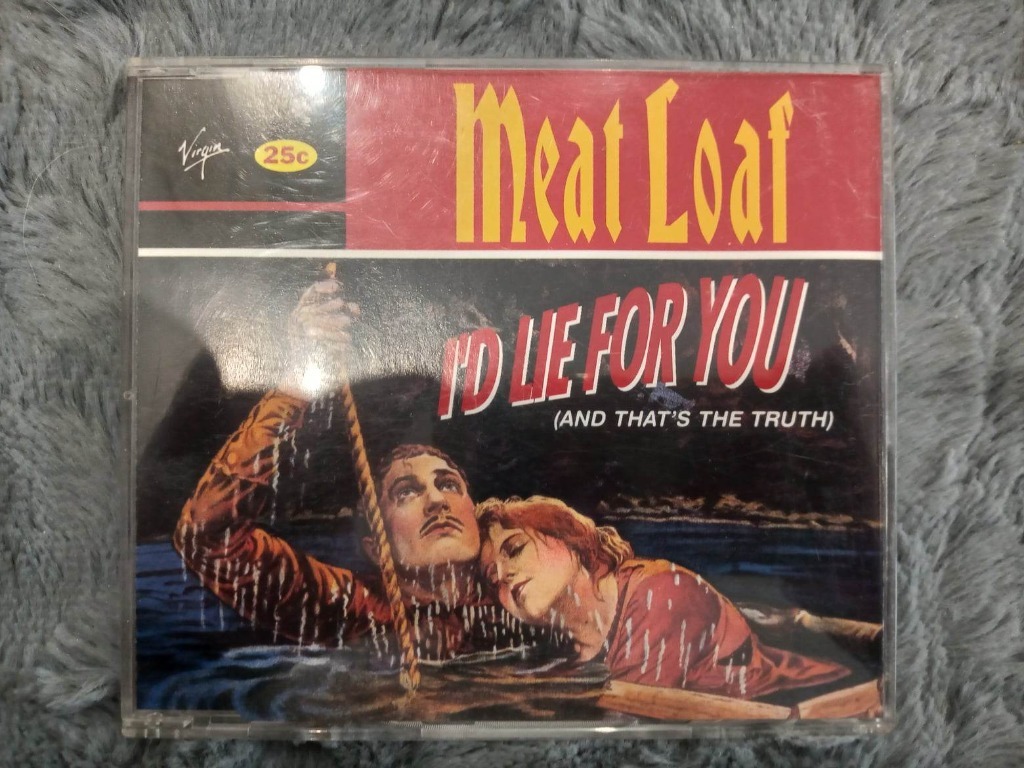 Virgin
25c
Meat Loaf
I'D LIE FOR YOU
(AND THAT'S THE TRUTH)